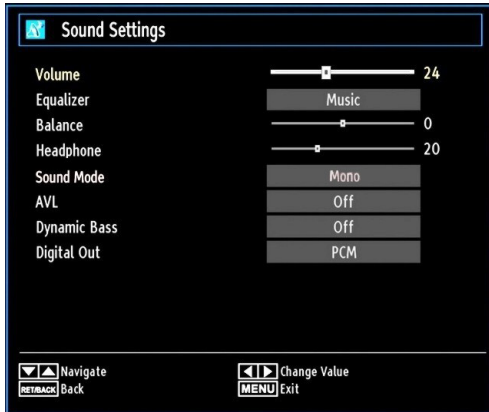 Sound Settings
Volume 24
Equalizer Music
Balance 0
Headphone 20
Sound Mode Mono
AVL Off
Dynamic Bass Off
Digital Out PCM
Navigate Change Value
RET/BACK Back MENU Exit